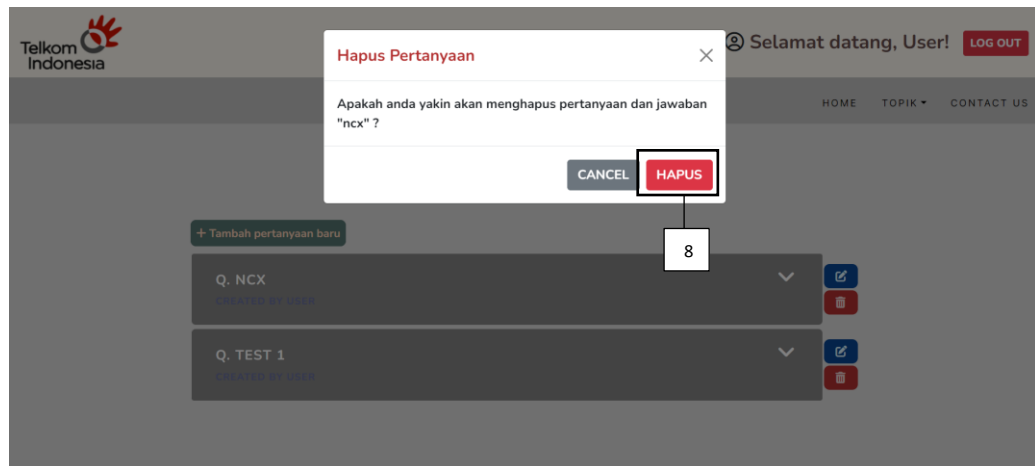 Telkom
Indonesia
Selamat datang, User!
LOG OUT
Hapus Pertanyaan
Apakah anda yakin akan menghapus pertanyaan dan jawaban
"ncx" ?
CANCEL
HAPUS
HOME
TOPIK
CONTACT US
8
+ Tambah pertanyaan baru
Q. NCX
CREATED BY USER
Q. TEST 1
CREATED BY USER